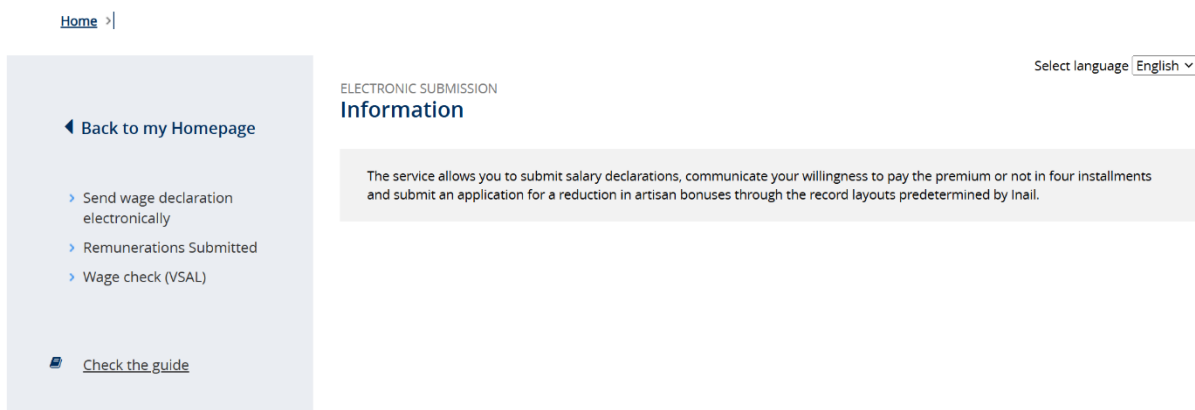 Home >
Select language English
ELECTRONIC SUBMISSION
Information
Back to my Homepage
The service allows you to submit salary declarations, communicate your willingness to pay the premium or not in four installments
and submit an application for a reduction in artisan bonuses through the record layouts predetermined by Inail.
Send wage declaration
electronically
Remunerations Submitted
Wage check (VSAL)
Check the guide